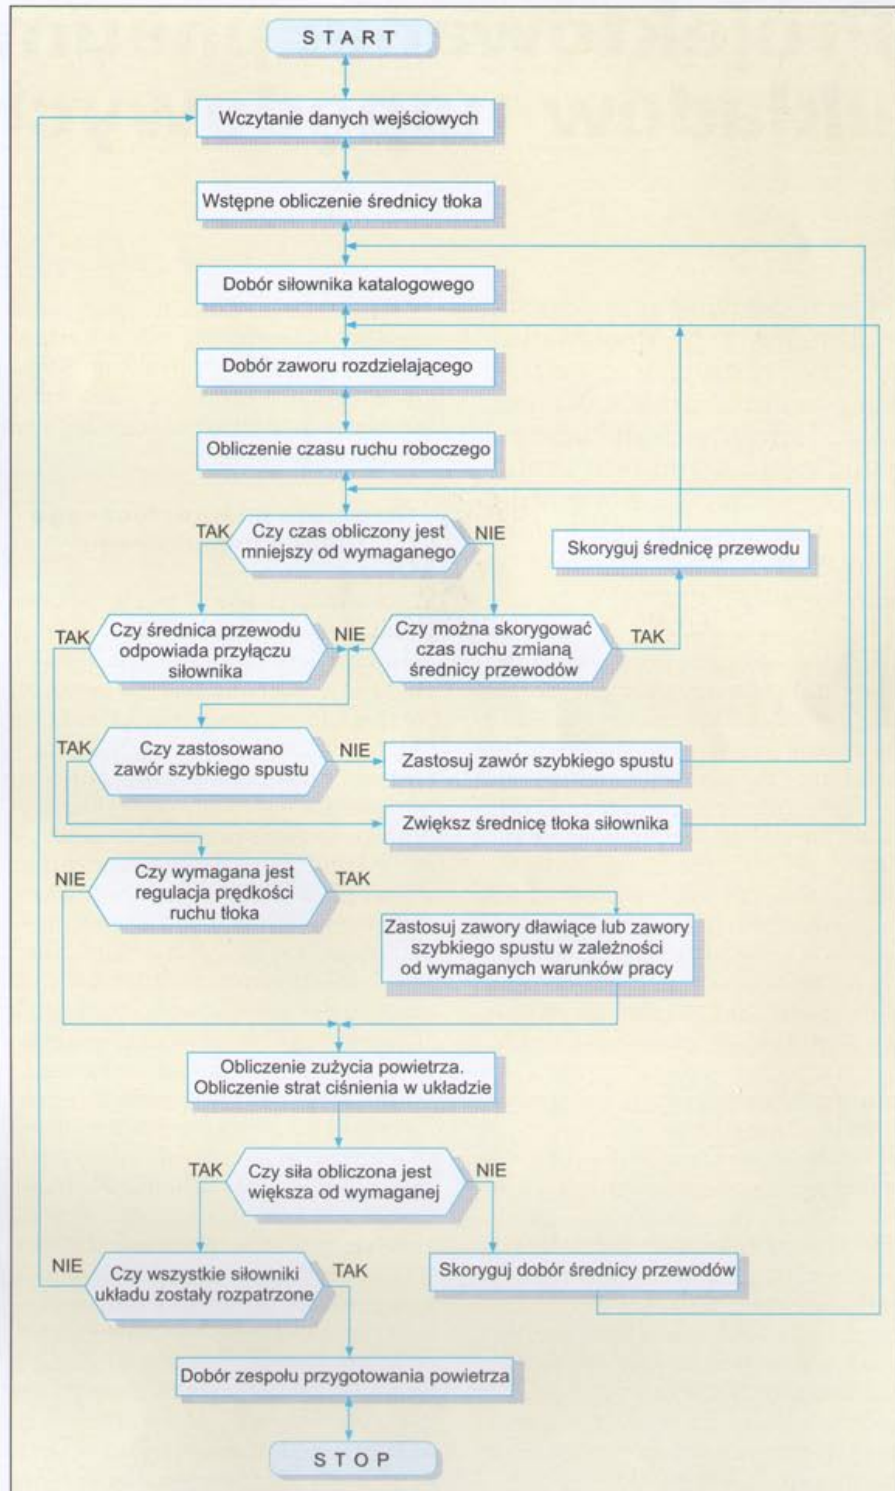 S T A R T
Wczytanie danych wejściowych
Wstępne obliczenie średnicy tłoka
Dobór siłownika katalogowego
Dobór zaworu rozdzielającego
Obliczenie czasu ruchu roboczego
TAK
Czy czas obliczony jest
mniejszy od wymaganego
NIE
Skoryguj średnicę przewodu
TAK
Czy średnica przewodu
odpowiada przyłączu
siłownika
NIE
Czy można skorygować
czas ruchu zmianą
średnicy przewodów
TAK
TAK
Czy zastosowano
zawór szybkiego spustu
NIE
Zastosuj zawór szybkiego spustu
Zwiększ średnicę tłoka siłownika
NIE
Czy wymagana jest
regulacja prędkości
ruchu tłoka
TAK
Zastosuj zawory dławiące lub zawory
szybkiego spustu w zależności
od wymaganych warunków pracy
Obliczenie zużycia powietrza.
Obliczenie strat ciśnienia w układzie
TAK
Czy siła obliczona jest
większa od wymaganej
NIE
NIE
Czy wszystkie siłowniki
układu zostały rozpatrzone
TAK
Skoryguj dobór średnicy przewodów
Dobór zespołu przygotowania powietrza
S T O P